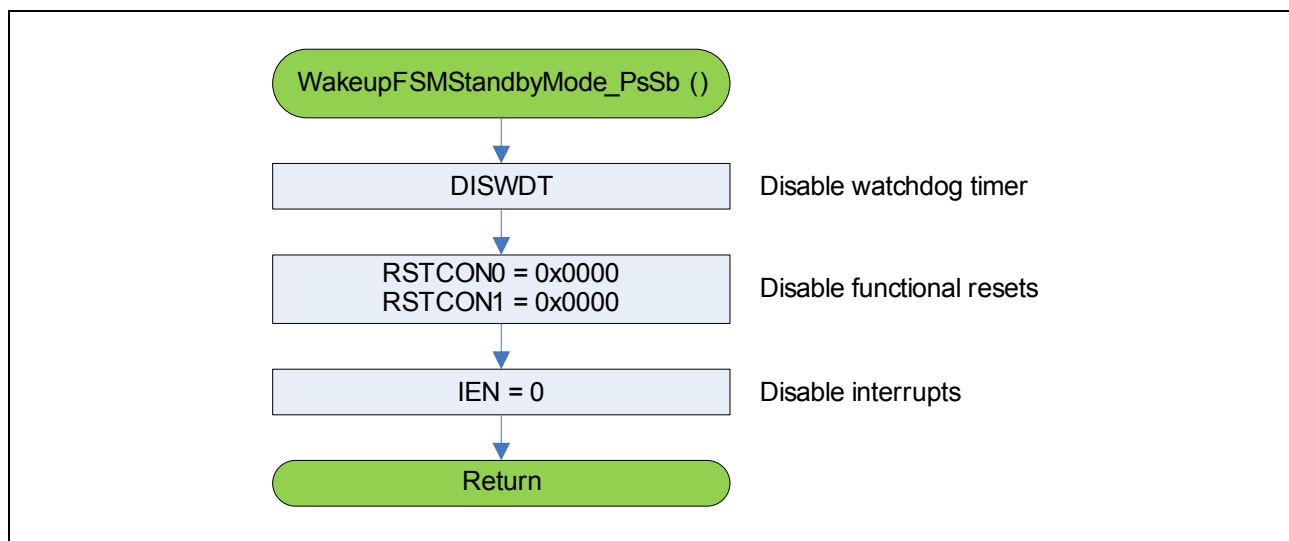 WakeupFSMStandbyMode_PsSb ()
DISWDT
Disable watchdog timer
RSTCON0 = 0x0000
RSTCON1 = 0x0000
Disable functional resets
IEN = 0
Disable interrupts
Return